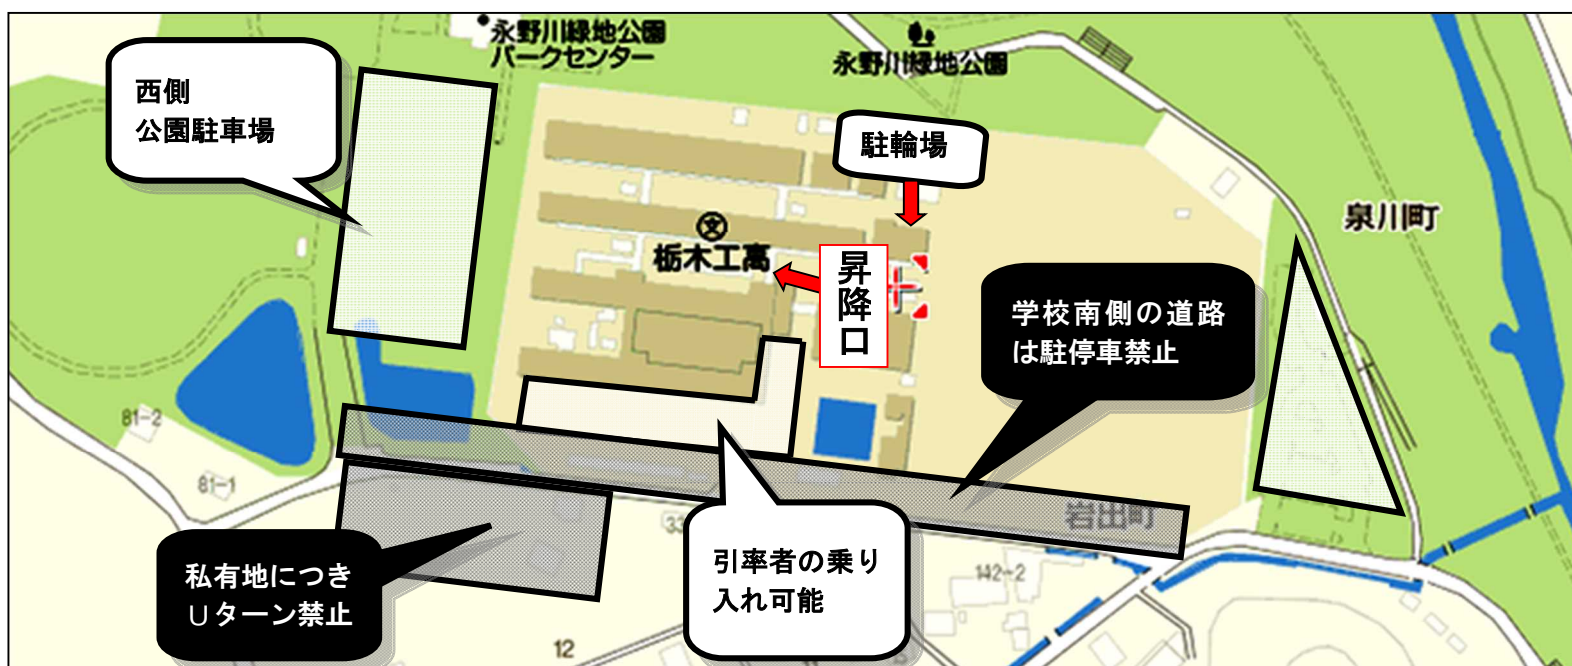 永野川緑地公園
パークセンター
永野川緑地公園
西側
公園駐車場
駐輪場
泉川町
文
栃木工高
昇降口
学校南側の道路
は駐停車禁止
81-2
81-1
岩出町
33
引率者の乗り
入れ可能
私有地につき
Uターン禁止
142-2
12